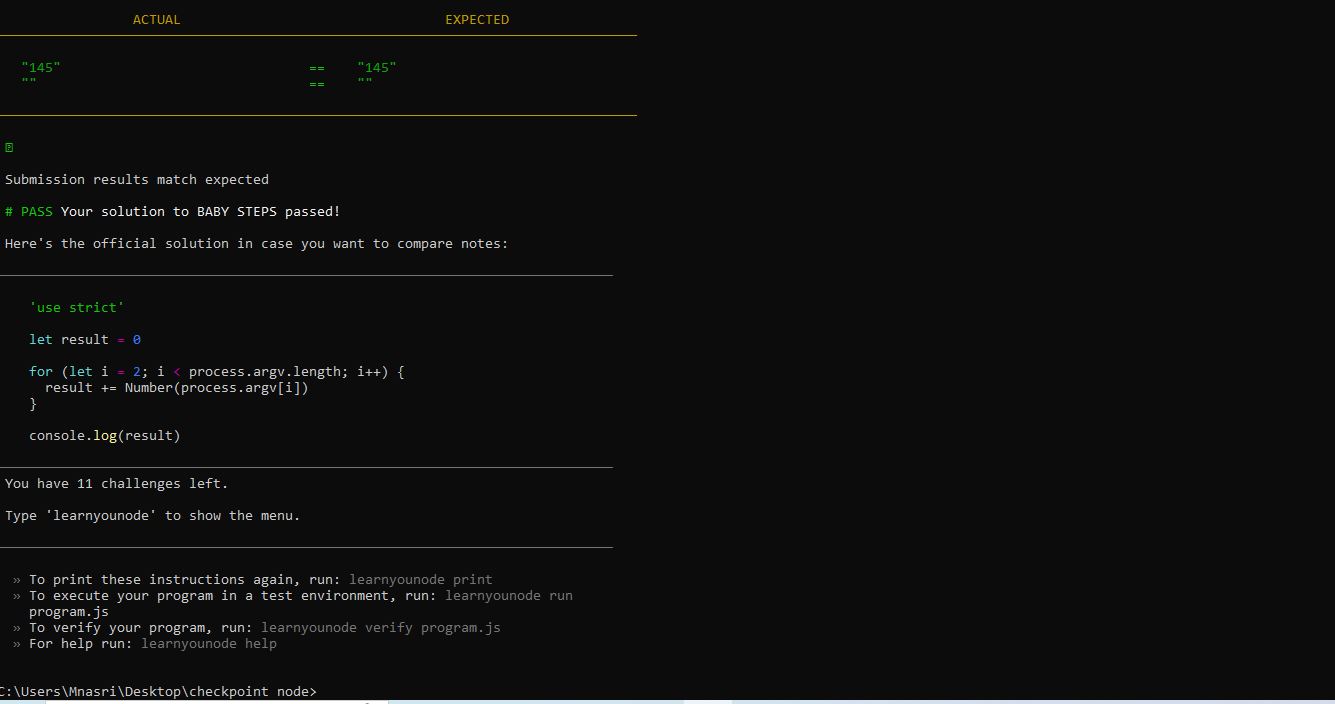 ACTUAL EXPECTED
"145" == "145"
"" == ""
Submission results match expected
# PASS Your solution to BABY STEPS passed!
Here's the official solution in case you want to compare notes:
'use strict'
let result = 0
for (let i = 2; i < process.argv.length; i++) {
result += Number(process.argv[i])
}
console.log(result)
You have 11 challenges left.
Type 'learnyounode' to show the menu.
» To print these instructions again, run: learnyounode print
» To execute your program in a test environment, run: learnyounode run
program.js
» To verify your program, run: learnyounode verify program.js
» For help run: learnyounode help
C:\Users\Mnasri\Desktop\checkpoint node>